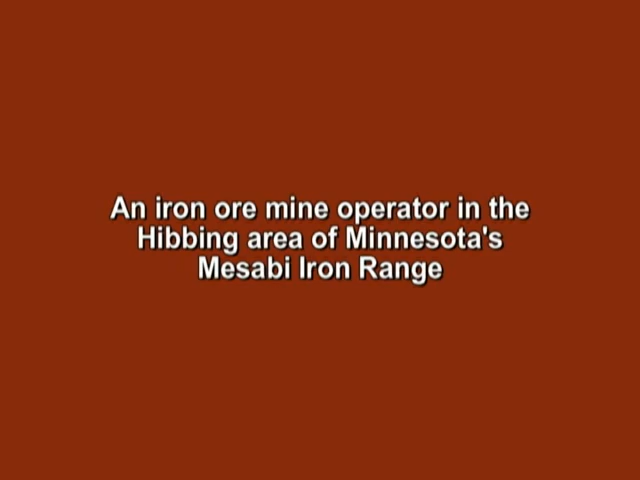 An iron ore mine operator in the
Hibbing area of Minnesota's
Mesabi Iron Range